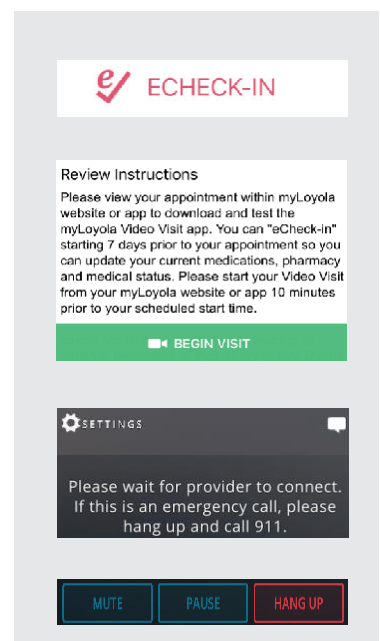 ECHECK-IN
Review Instructions
Please view your appointment within myLoyola
website or app to download and test the
myLoyola Video Visit app. You can "eCheck-in"
starting 7 days prior to your appointment so you
can update your current medications, pharmacy
and medical status. Please start your Video Visit
from your myLoyola website or app 10 minutes
prior to your scheduled start time.
BEGIN VISIT
SETTINGS
Please wait for provider to connect.
If this is an emergency call, please
hang up and call 911.
MUTE PAUSE HANG UP